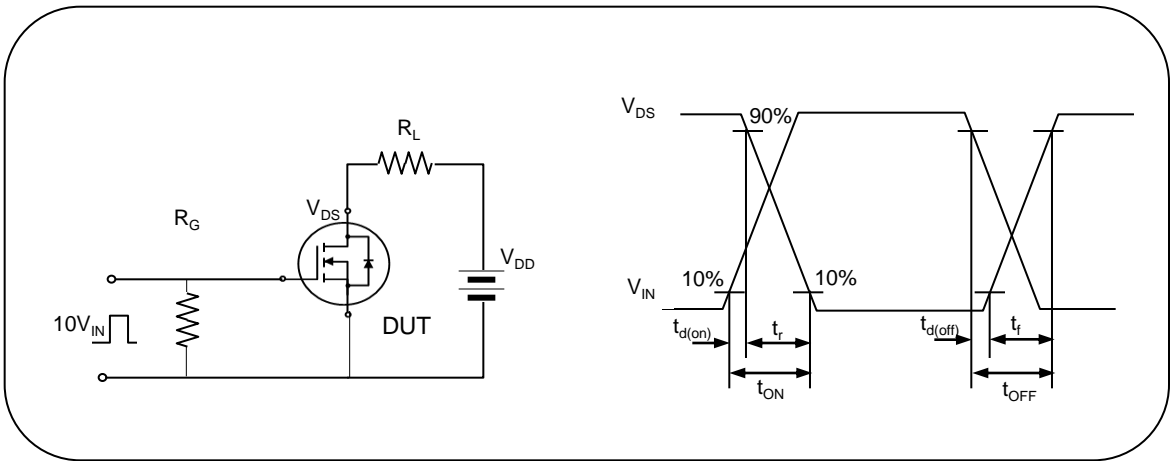 R_L
V_DS
R_G
V_DD
10V_IN
DUT
V_DS
90%
V_IN
10%
10%
t_d(on)
t_r
t_d(off)
t_f
t_ON
t_OFF